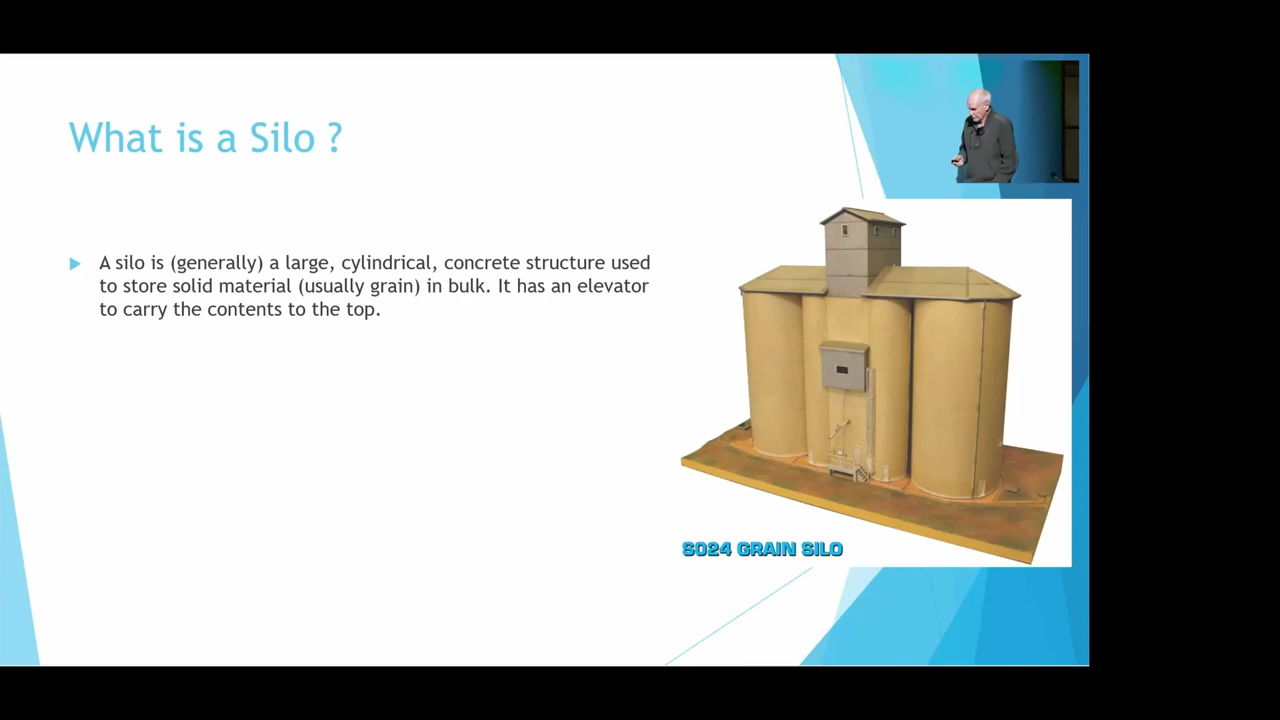 What is a Silo ?
A silo is (generally) a large, cylindrical, concrete structure used
to store solid material (usually grain) in bulk. It has an elevator
to carry the contents to the top.
S024 GRAIN SILO